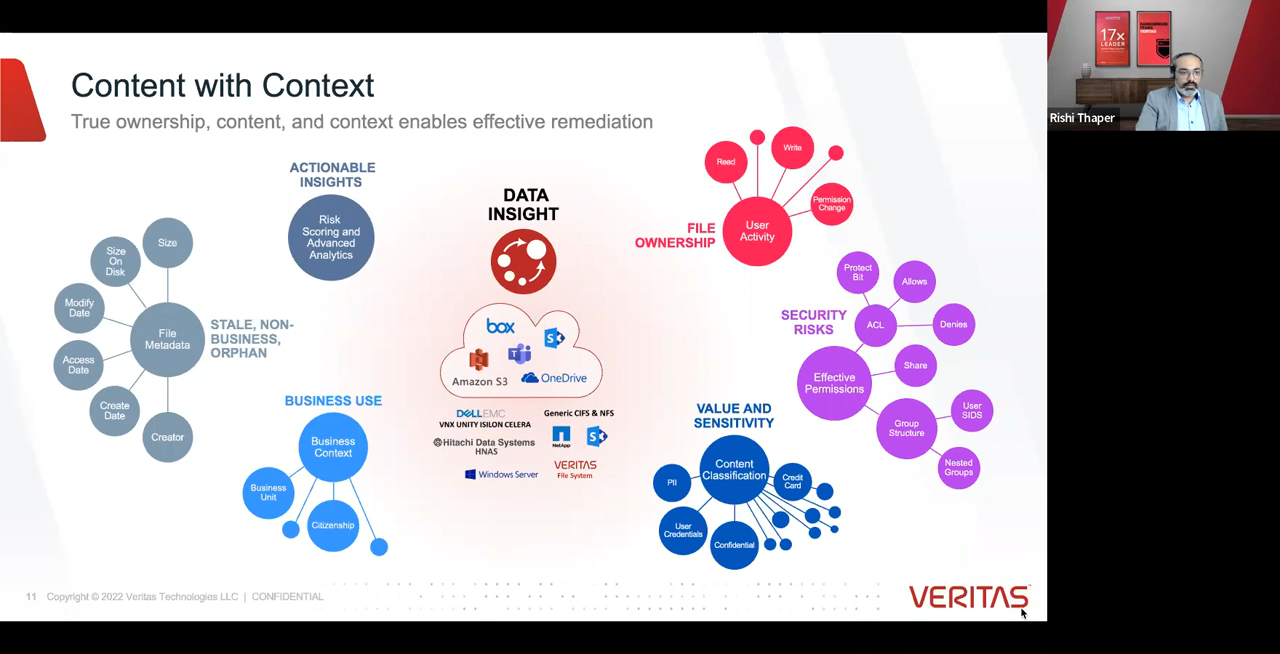 Content with Context
True ownership, content, and context enables effective remediation
ACTIONABLE
INSIGHTS
Risk
Scoring and
Advanced
Analytics
DATA
INSIGHT
FILE
OWNERSHIP
Read
Write
Permission
Change
User
Activity
Size
Size
On
Disk
Modify
Date
Access
Date
Create
Date
Creator
File
Metadata
STALE, NON-
BUSINESS,
ORPHAN
BUSINESS USE
Business
Context
Business
Unit
Citizenship
box
S
T
Amazon S3
OneDrive
DELLEMC
VNX UNITY ISILON CELERA
Generic CIFS & NFS
Hitachi Data Systems
HNAS
NetApp
S
Windows Server
VERITAS
File System
SECURITY
RISKS
Protect
Bit
Allows
ACL
Denies
Share
Effective
Permissions
Group
Structure
User
SIDS
Nested
Groups
VALUE AND
SENSITIVITY
Content
Classification
PII
Credit
Card
User
Credentials
Confidential
11 Copyright © 2022 Veritas Technologies LLC | CONFIDENTIAL
VERITAS
17x
LEADER
VERITAS
Rishi Thaper